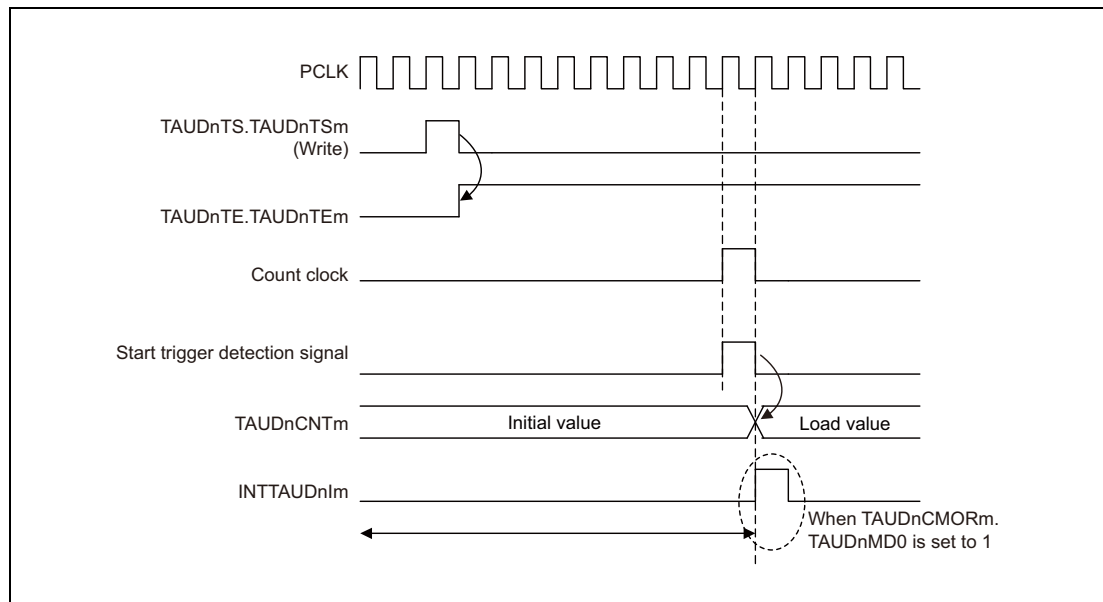 PCLK
TAUDnTS.TAUDnTSm
(Write)
TAUDnTE.TAUDnTEm
Count clock
Start trigger detection signal
TAUDnCNTm
Initial value
Load value
INTTAUDnIm
When TAUDnCMORm.
TAUDnMD0 is set to 1